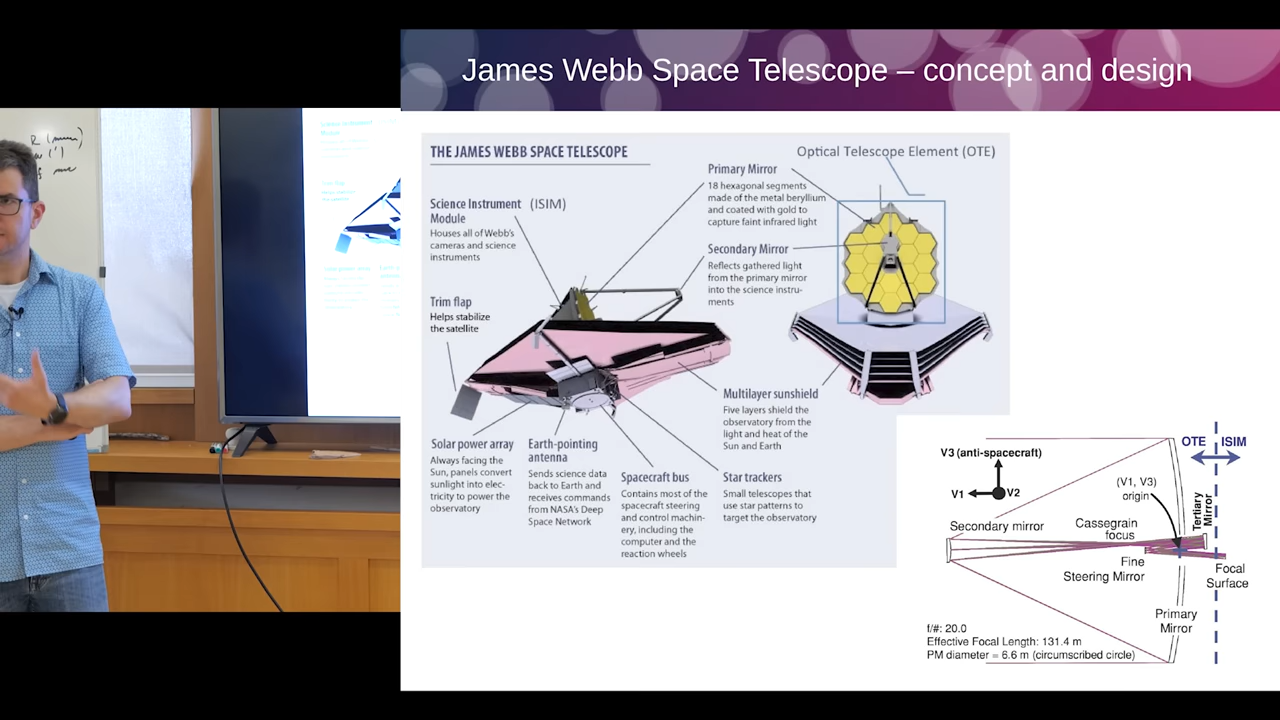 James Webb Space Telescope – concept and design
THE JAMES WEBB SPACE TELESCOPE
Optical Telescope Element (OTE)
Primary Mirror
18 hexagonal segments
made of the metal beryllium
and coated with gold to
capture faint infrared light
Science Instrument (ISIM)
Module
Houses all of Webb's
cameras and science
instruments
Secondary Mirror
Reflects gathered light
from the primary mirror
into the science instru-
ments
Trim flap
Helps stabilize
the satellite
Multilayer sunshield
Five layers shield the
observatory from the
light and heat of the
Sun and Earth
Solar power array
Always facing the
Sun, panels convert
sunlight into elec-
tricity to power the
observatory
Earth-pointing
antenna
Sends science data
back to Earth and
receives commands
from NASA's Deep
Space Network
Spacecraft bus
Contains most of the
spacecraft steering
and control machin-
ery, including the
computer and the
reaction wheels
Star trackers
Small telescopes that
use star patterns to
target the observatory
OTE ISIM
V3 (anti-spacecraft)
V1 V2
(V1, V3)
origin
Tertiary
Mirror
Secondary mirror
Cassegrain
focus
Fine
Steering Mirror
Focal
Surface
Primary
Mirror
f/#: 20.0
Effective Focal Length: 131.4 m
PM diameter = 6.6 m (circumscribed circle)